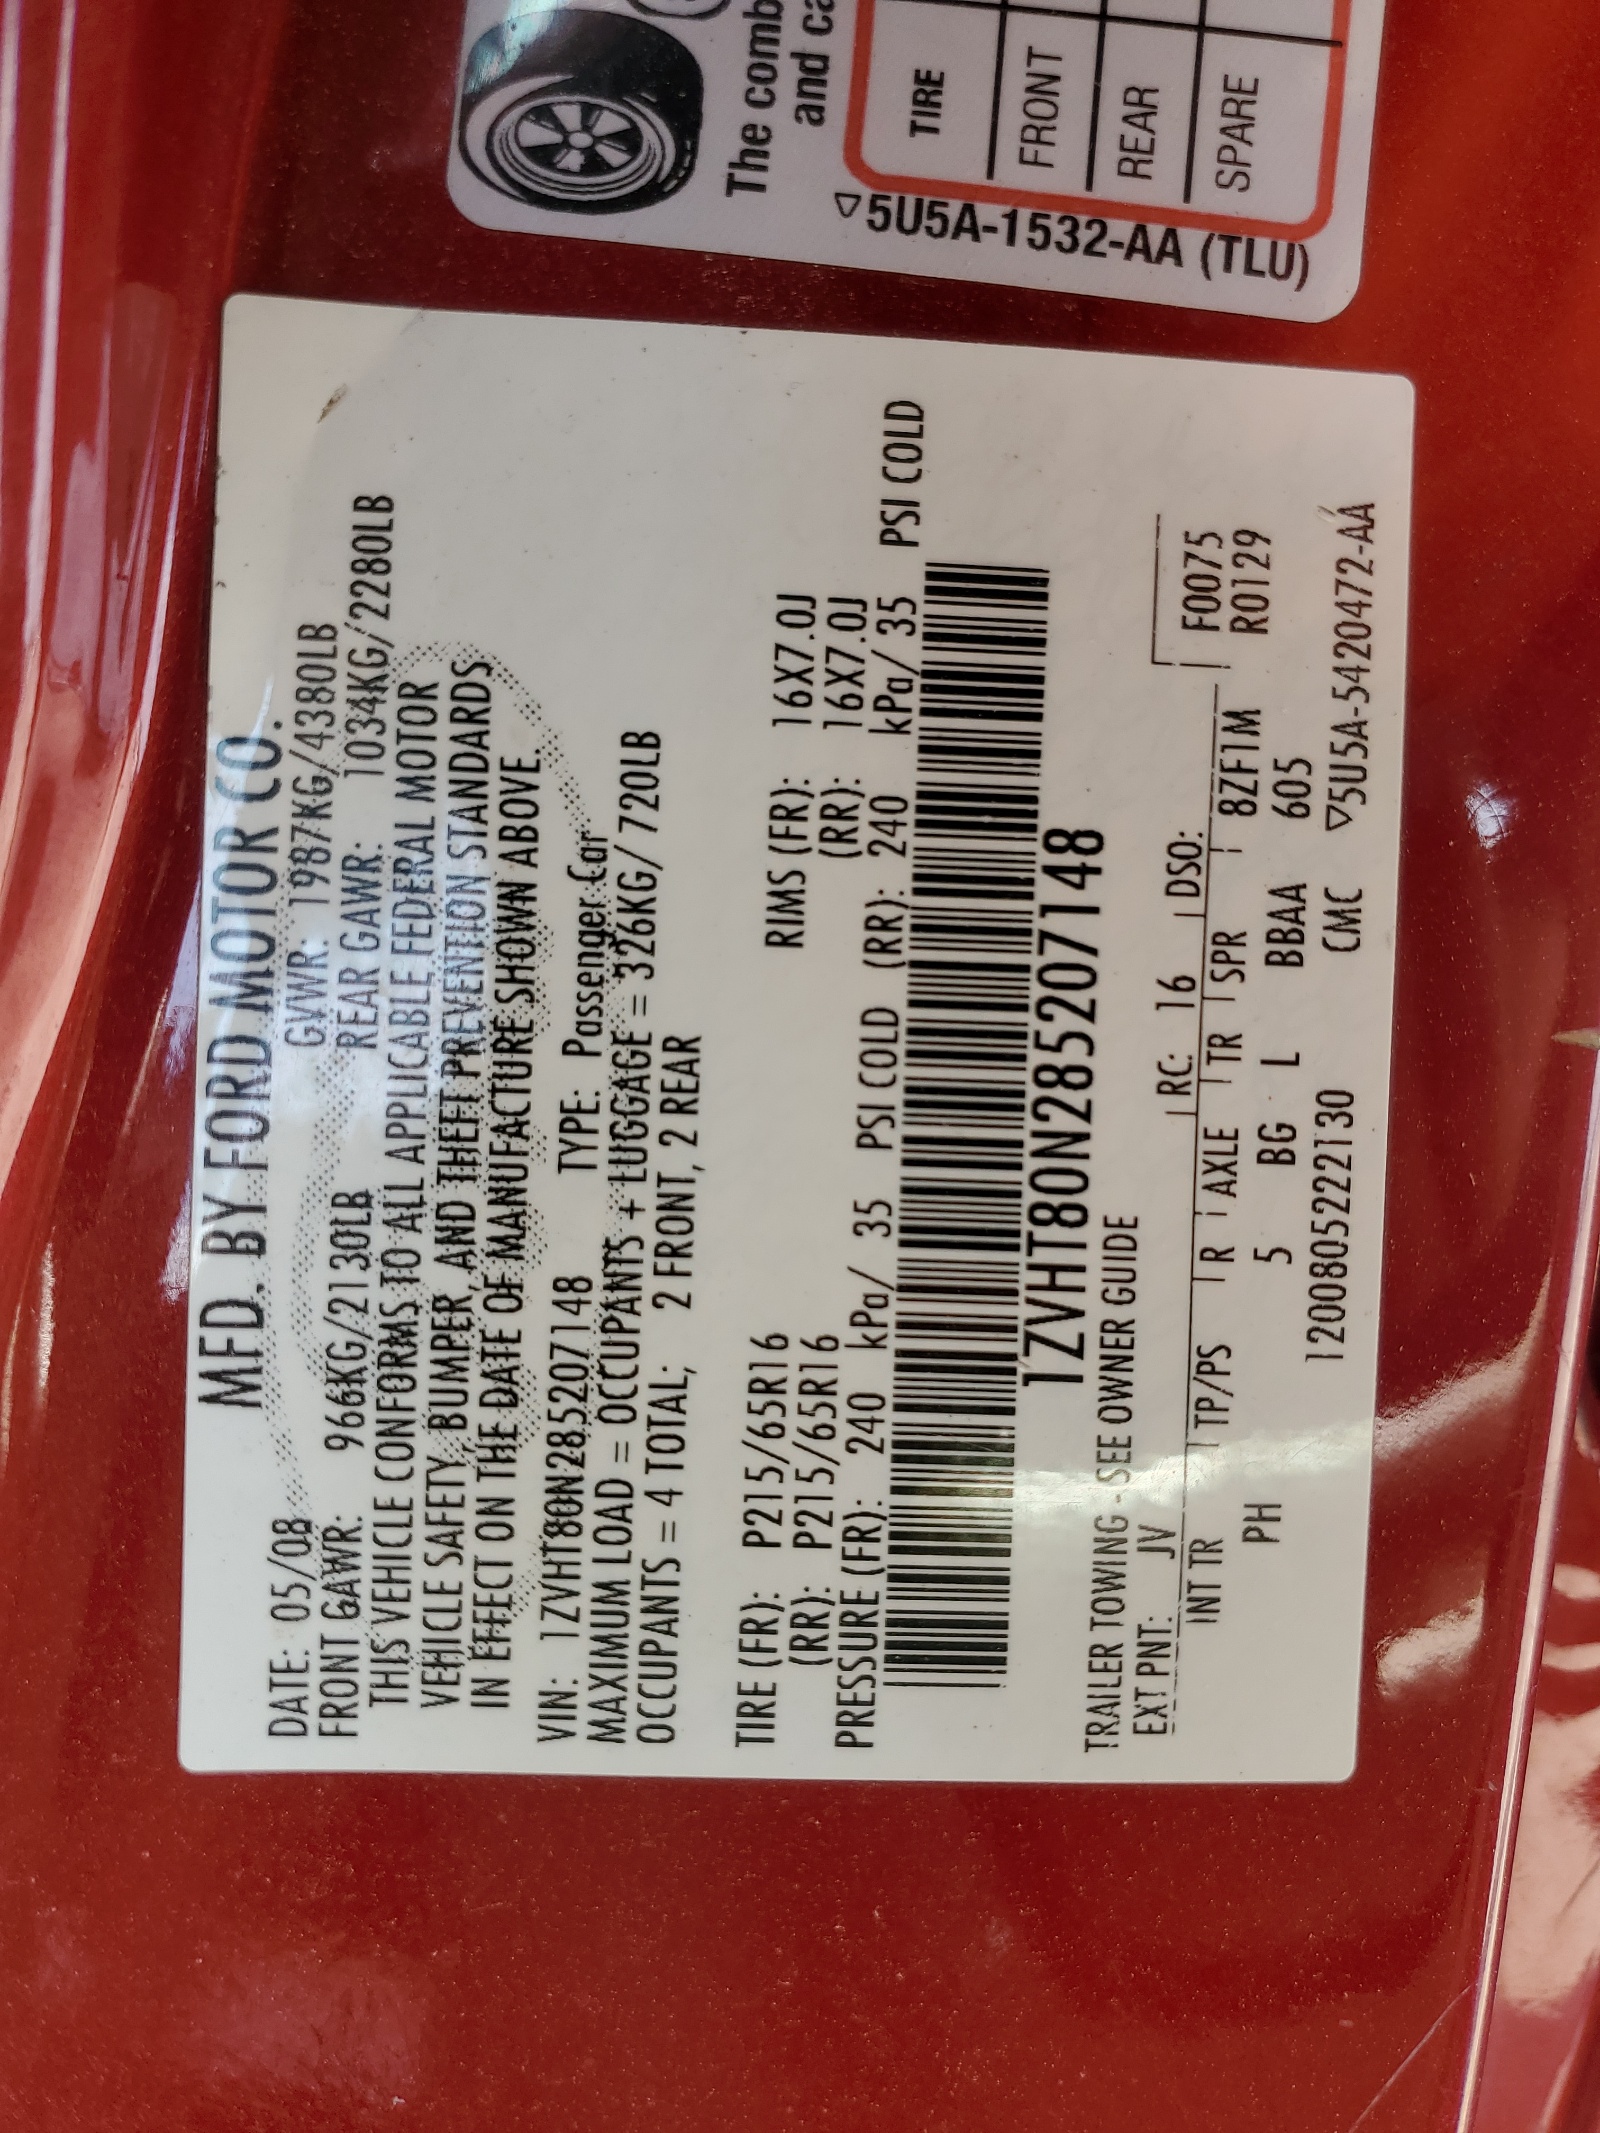 MFD. BY FORD MOTOR CO.
DATE: 05/08 GVWR: 1987KG/4380LB
FRONT GAWR: 966KG/2130LB REAR GAWR: 1034KG/2280LB
THIS VEHICLE CONFORMS TO ALL APPLICABLE FEDERAL MOTOR
VEHICLE SAFETY, BUMPER, AND THEFT PREVENTION STANDARDS
IN EFFECT ON THE DATE OF MANUFACTURE SHOWN ABOVE.
VIN: 1ZVHT80N285207148 TYPE: Passenger Car
MAXIMUM LOAD = OCCUPANTS + LUGGAGE = 326KG/ 720LB
OCCUPANTS = 4 TOTAL; 2 FRONT, 2 REAR
TIRE (FR): P215/65R16 RIMS (FR): 16X7.0J
(RR): P215/65R16 (RR): 16X7.0J
PRESSURE (FR): 240 kPa/ 35 PSI COLD (RR): 240 kPa/ 35 PSI COLD
1ZVHT80N285207148
TRAILER TOWING - SEE OWNER GUIDE
EXT PNT: JV RC: 16 DSO: F0075
INT TR TP/PS R AXLE TR SPR 8ZF1M R0129
PH 5 BG L BBAA 605
1200805222130 CMC ▽5U5A-5420472-AA
The comb
and ca
TIRE
FRONT
REAR
SPARE
▽5U5A-1532-AA (TLU)